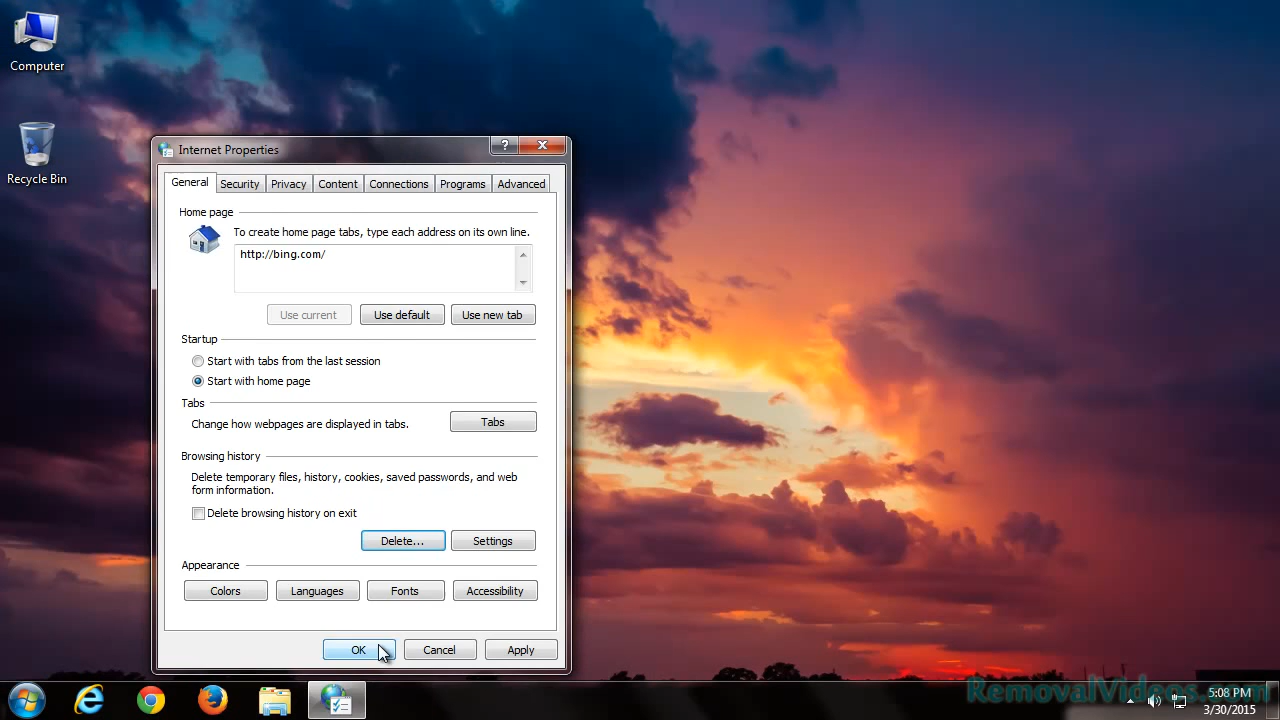 Computer
Recycle Bin
Internet Properties
?
General Security Privacy Content Connections Programs Advanced
Home page
To create home page tabs, type each address on its own line.
http://bing.com/
Use current Use default Use new tab
Startup
Start with tabs from the last session
Start with home page
Tabs
Change how webpages are displayed in tabs. Tabs
Browsing history
Delete temporary files, history, cookies, saved passwords, and web
form information.
Delete browsing history on exit
Delete... Settings
Appearance
Colors Languages Fonts Accessibility
OK Cancel Apply
RemovalVideos.com
5:08 PM
3/30/2015